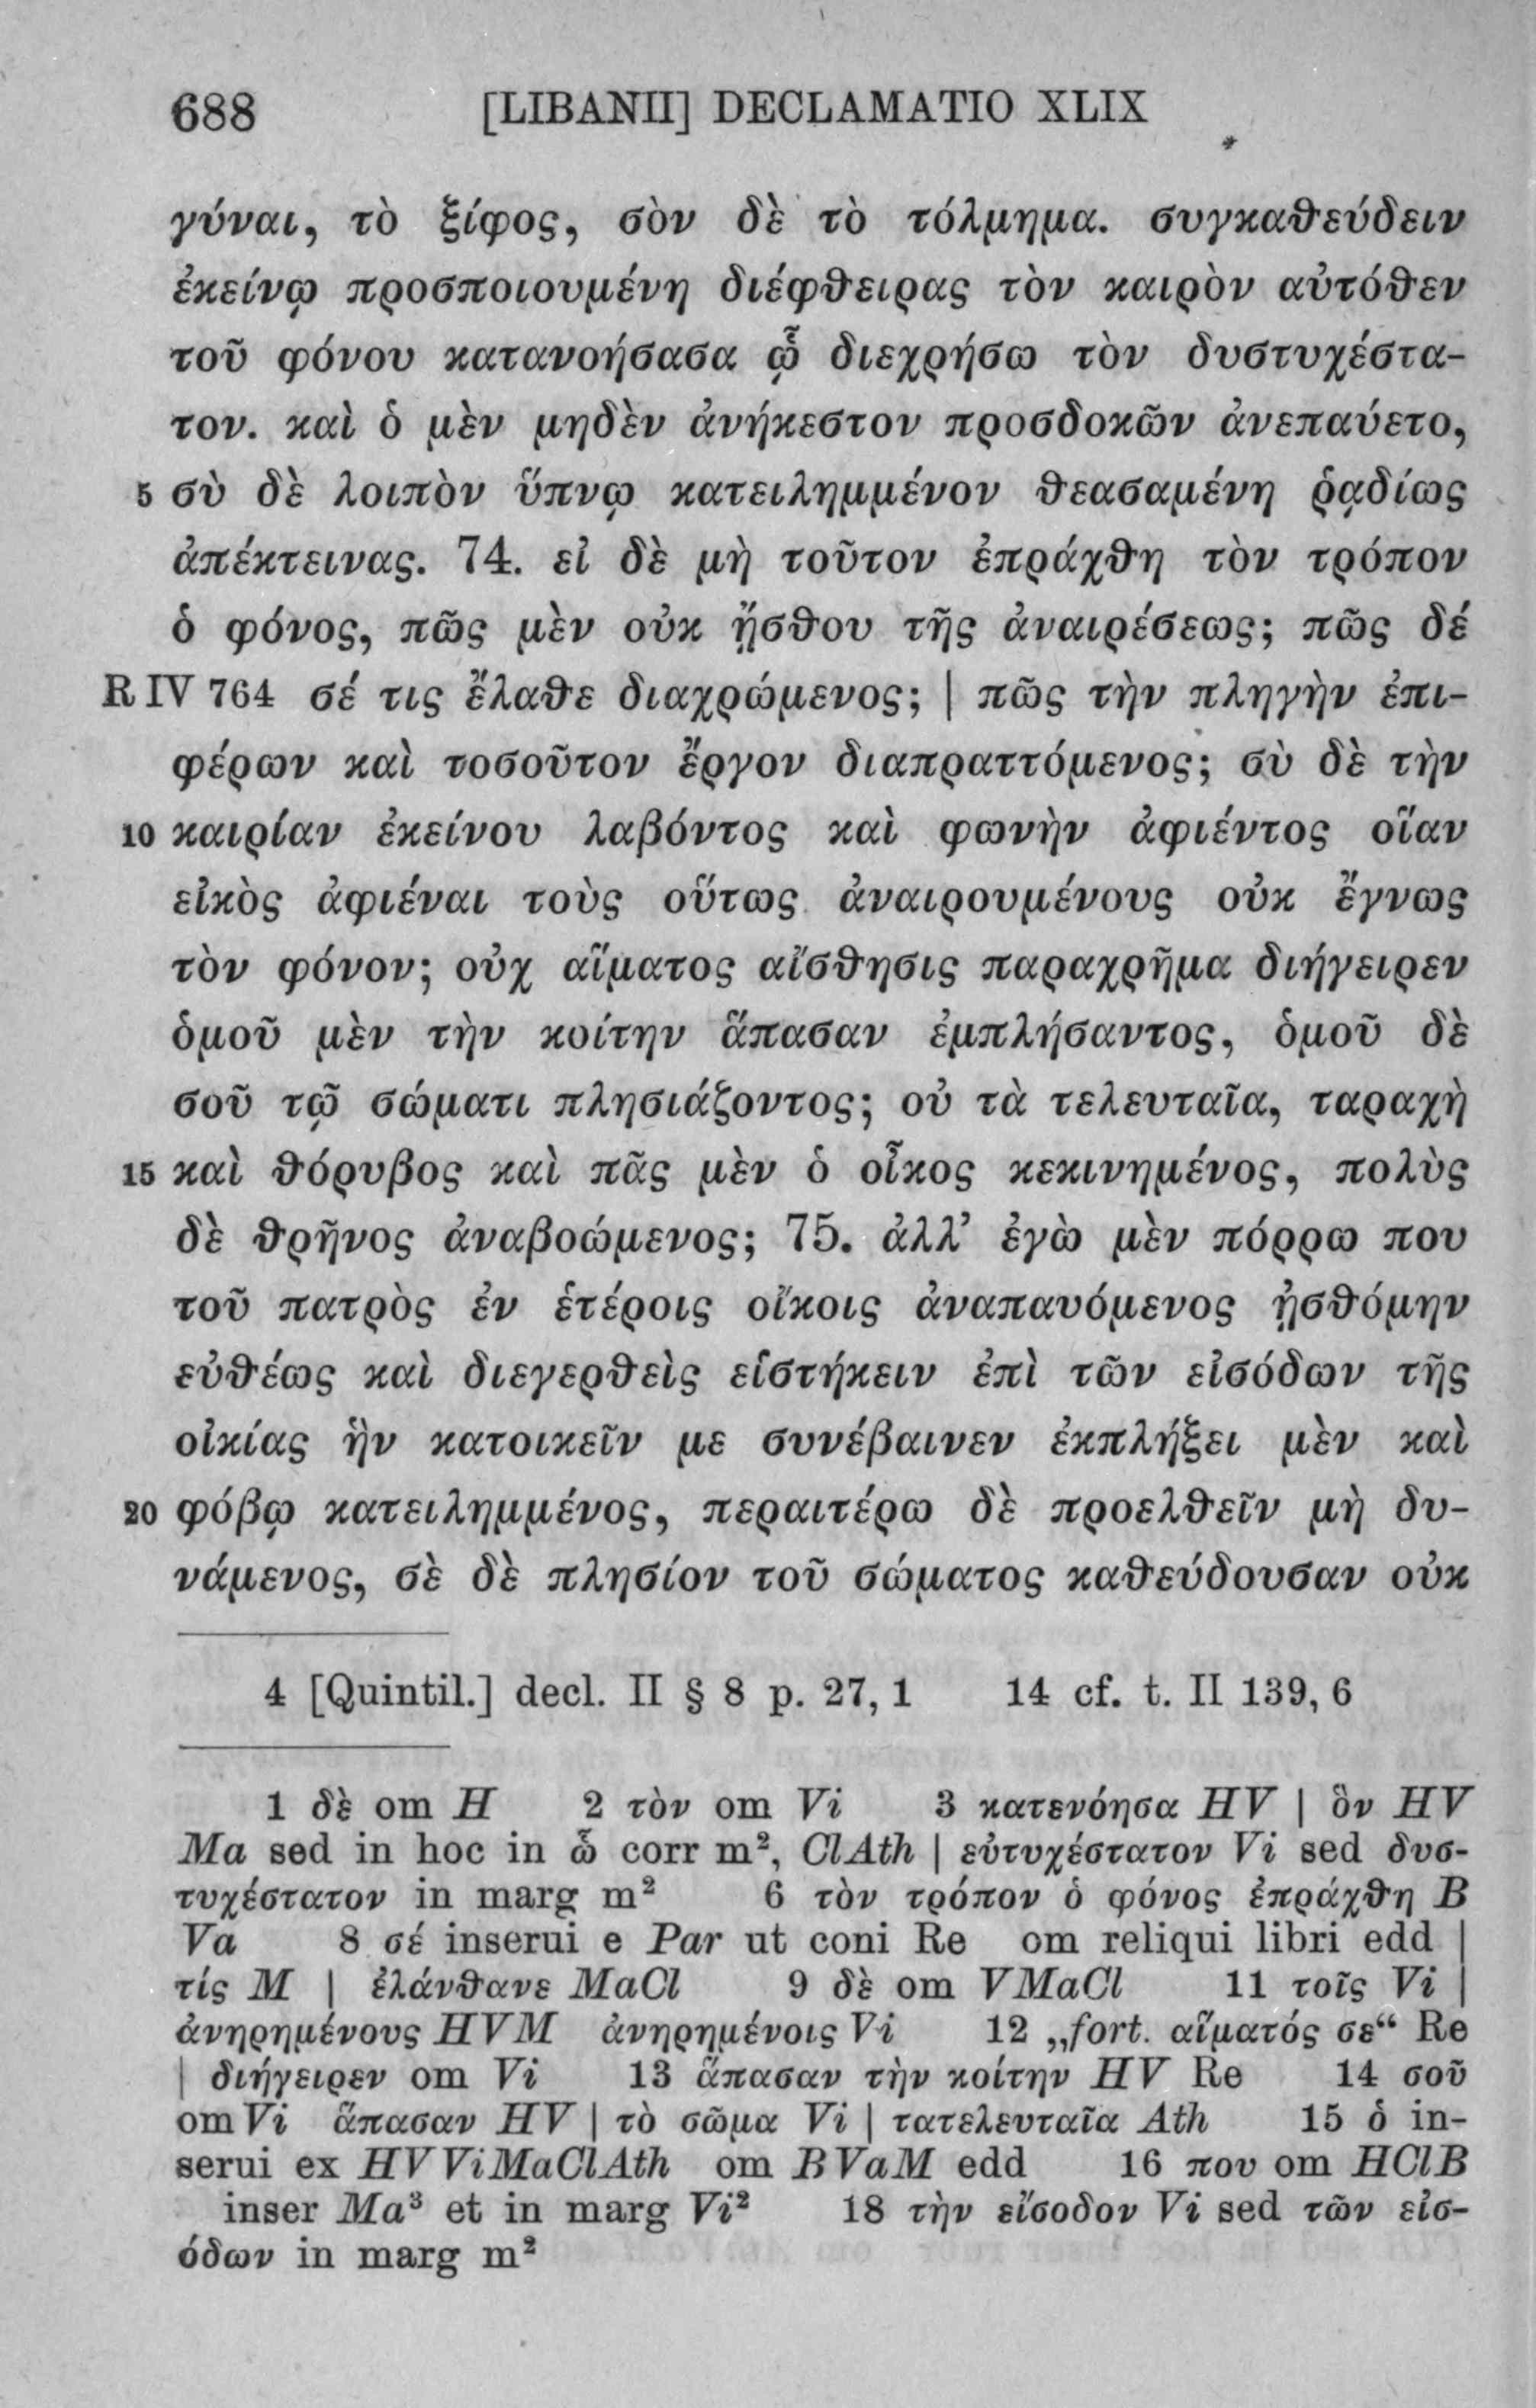 688 [LIBANII] DECLAMATIO XLIX
γύναι, τὸ ξίφος, σὸν δὲ τὸ τόλμημα. συγκαθεύδειν
ἐκείνῳ προσποιουμένη διέφθειρας τὸν καιρὸν αὐτόθεν
τοῦ φόνου κατανοήσασα ᾧ διεχρήσω τὸν δυστυχέστα-
τον. καὶ ὁ μὲν μηδὲν ἀνήκεστον προσδοκῶν ἀνεπαύετο,
5 σὺ δὲ λοιπὸν ὕπνῳ κατειλημμένον θεασαμένη ῥᾳδίως
ἀπέκτεινας. 74. εἰ δὲ μὴ τοῦτον ἐπράχθη τὸν τρόπον
ὁ φόνος, πῶς μὲν οὐκ ᾔσθου τῆς ἀναιρέσεως; πῶς δέ
R IV 764 σέ τις ἔλαθε διαχρώμενος; | πῶς τὴν πληγὴν ἐπι-
φέρων καὶ τοσοῦτον ἔργον διαπραττόμενος; σὺ δὲ τὴν
10 καιρίαν ἐκείνου λαβόντος καὶ φωνὴν ἀφιέντος οἵαν
εἰκὸς ἀφιέναι τοὺς οὕτως ἀναιρουμένους οὐκ ἔγνως
τὸν φόνον; οὐχ αἵματος αἴσθησις παραχρῆμα διήγειρεν
ὁμοῦ μὲν τὴν κοίτην ἅπασαν ἐμπλήσαντος, ὁμοῦ δὲ
σοῦ τῷ σώματι πλησιάζοντος; οὐ τὰ τελευταῖα, ταραχὴ
15 καὶ θόρυβος καὶ πᾶς μὲν ὁ οἶκος κεκινημένος, πολὺς
δὲ θρῆνος ἀναβοώμενος; 75. ἀλλ’ ἐγὼ μὲν πόρρω που
τοῦ πατρὸς ἐν ἑτέροις οἴκοις ἀναπαυόμενος ᾐσθόμην
εὐθέως καὶ διεγερθεὶς εἱστήκειν ἐπὶ τῶν εἰσόδων τῆς
οἰκίας ἣν κατοικεῖν με συνέβαινεν ἐκπλήξει μὲν καὶ
20 φόβῳ κατειλημμένος, περαιτέρω δὲ προελθεῖν μὴ δυ-
νάμενος, σὲ δὲ πλησίον τοῦ σώματος καθεύδουσαν οὐκ
4 [Quintil.] decl. II § 8 p. 27, 1 14 cf. t. II 139, 6
1 δὲ om H 2 τὸν om Vi 3 κατενόησα HV | ὃν HV
Ma sed in hoc in ᾧ corr m², ClAth | εὐτυχέστατον Vi sed δυσ-
τυχέστατον in marg m² 6 τὸν τρόπον ὁ φόνος ἐπράχθη B
Va 8 σέ inserui e Par ut coni Re om reliqui libri edd |
τίς M | ἐλάνθανε MaCl 9 δὲ om VMaCl 11 τοῖς Vi |
ἀνῃρημένους HVM ἀνῃρημένοις Vi 12 „fort. αἵματός σε“ Re
| διήγειρεν om Vi 13 ἅπασαν τὴν κοίτην HV Re 14 σοῦ
om Vi ἅπασαν HV | τὸ σῶμα Vi | τατελευταῖα Ath 15 ὁ in-
serui ex HVViMaClAth om BVaM edd 16 που om HClB
inser Ma³ et in marg Vi² 18 τὴν εἴσοδον Vi sed τῶν εἰσ-
όδων in marg m²